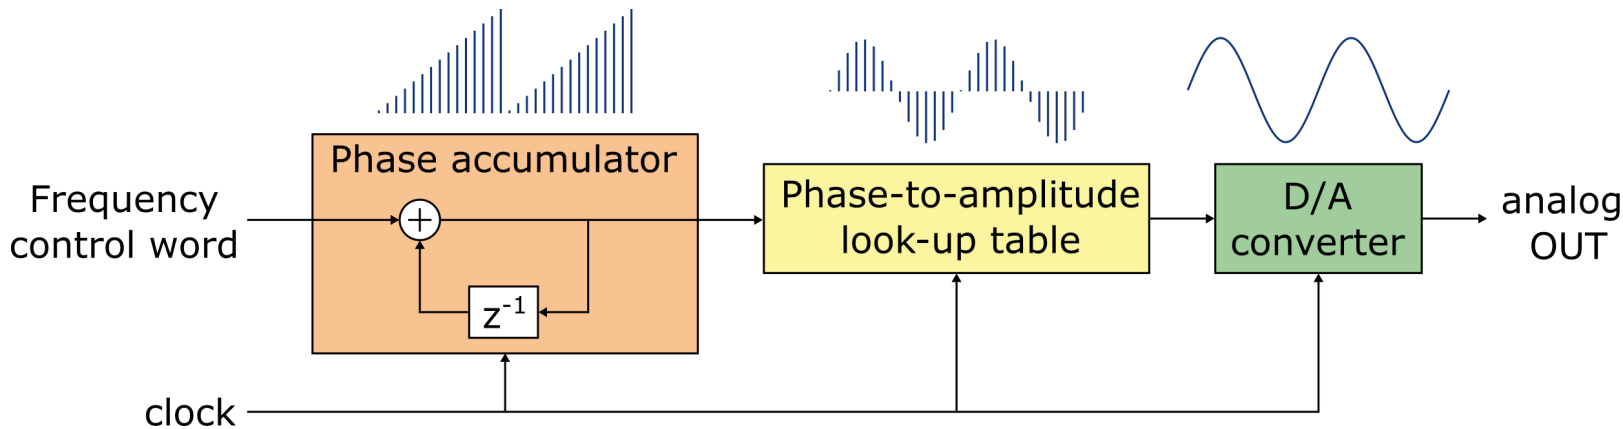 Phase accumulator
Frequency
control word
+
z⁻¹
Phase-to-amplitude
look-up table
D/A
converter
analog
OUT
clock